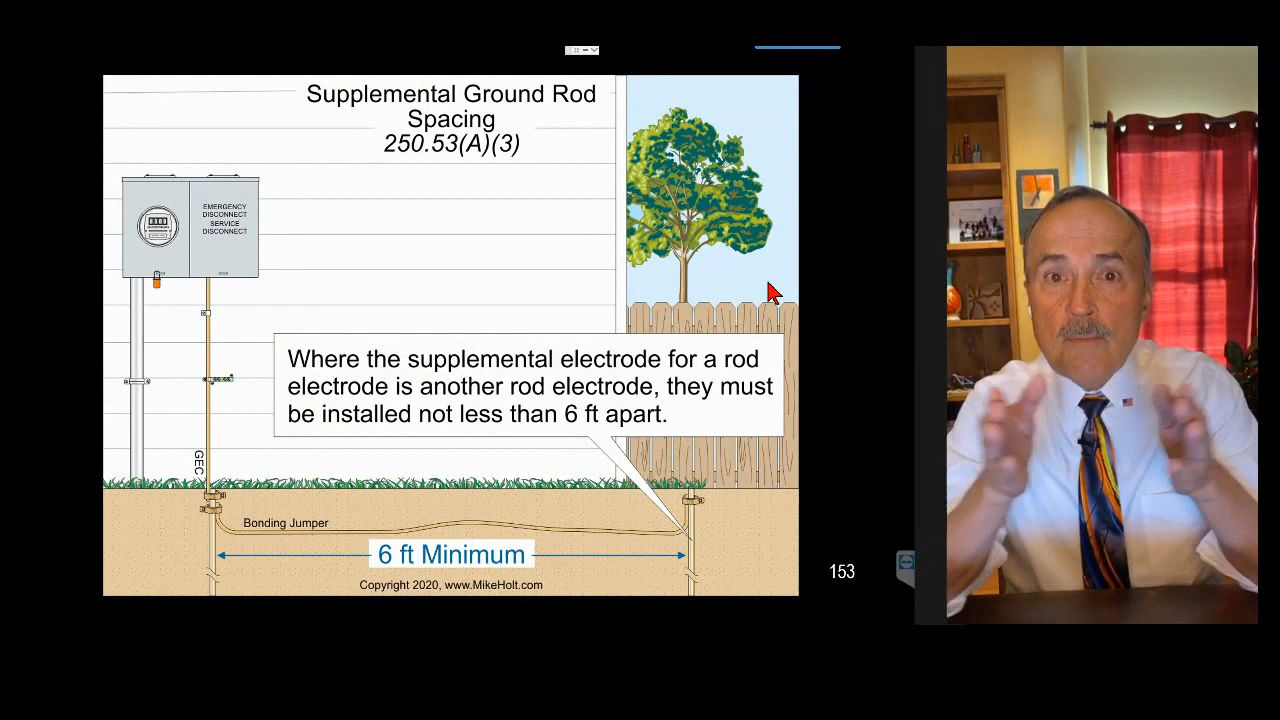 Supplemental Ground Rod
Spacing
250.53(A)(3)
EMERGENCY
DISCONNECT
SERVICE
DISCONNECT
Where the supplemental electrode for a rod
electrode is another rod electrode, they must
be installed not less than 6 ft apart.
GEC
Bonding Jumper
6 ft Minimum
Copyright 2020, www.MikeHolt.com
153